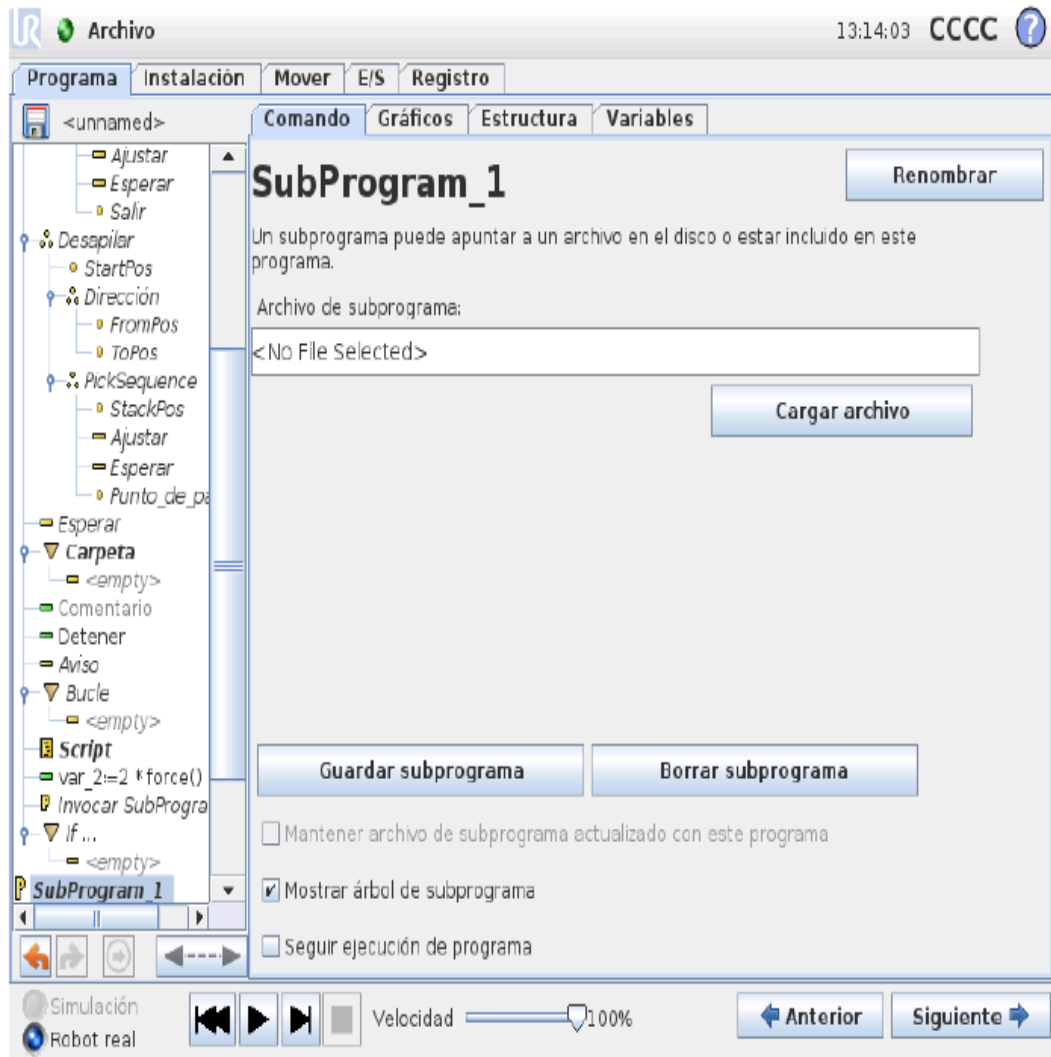 UR Archivo 13:14:03 CCCC ?
Programa Instalación Mover E/S Registro
<unnamed>
Comando Gráficos Estructura Variables
Ajustar
Esperar
Salir
Desapilar
StartPos
Dirección
FromPos
ToPos
PickSequence
StackPos
Ajustar
Esperar
Punto_de_pa
Esperar
Carpeta
<empty>
Comentario
Detener
Aviso
Bucle
<empty>
Script
var_2:=2 * force()
Invocar SubProgra
If ...
<empty>
SubProgram_1
SubProgram_1
Renombrar
Un subprograma puede apuntar a un archivo en el disco o estar incluido en este
programa.
Archivo de subprograma:
<No File Selected>
Cargar archivo
Guardar subprograma Borrar subprograma
Mantener archivo de subprograma actualizado con este programa
Mostrar árbol de subprograma
Seguir ejecución de programa
Simulación
Robot real
Velocidad 100%
Anterior Siguiente